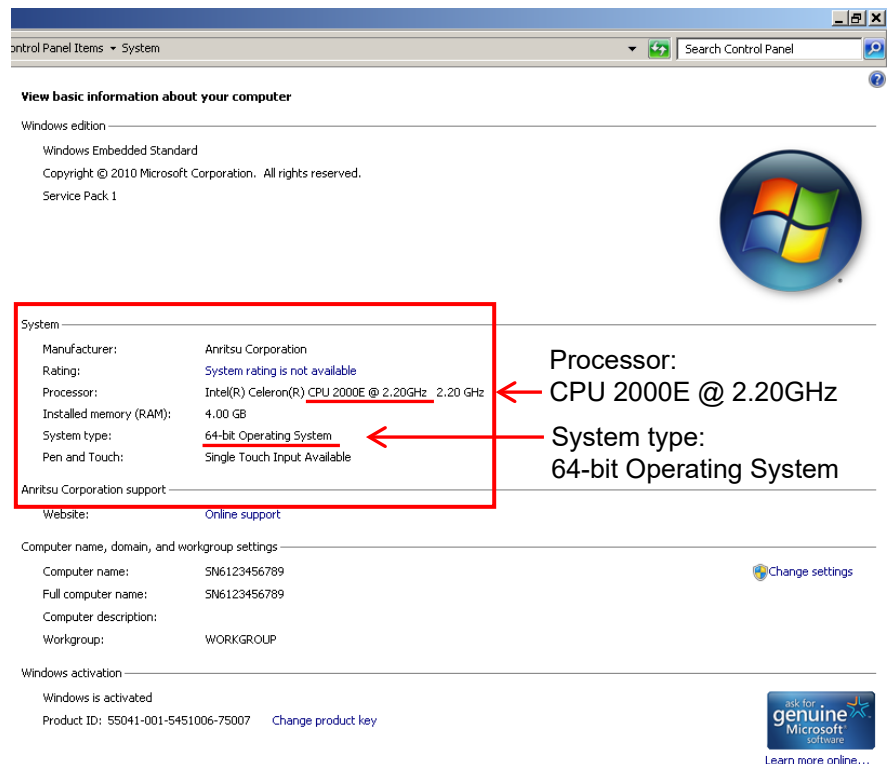 ontrol Panel Items ▾ System
Search Control Panel
View basic information about your computer
Windows edition
Windows Embedded Standard
Copyright © 2010 Microsoft Corporation. All rights reserved.
Service Pack 1
System
Manufacturer: Anritsu Corporation
Rating: System rating is not available
Processor: Intel(R) Celeron(R) CPU 2000E @ 2.20GHz 2.20 GHz
Installed memory (RAM): 4.00 GB
System type: 64-bit Operating System
Pen and Touch: Single Touch Input Available
Processor:
CPU 2000E @ 2.20GHz
System type:
64-bit Operating System
Anritsu Corporation support
Website: Online support
Computer name, domain, and workgroup settings
Computer name: SN6123456789
Change settings
Full computer name: SN6123456789
Computer description:
Workgroup: WORKGROUP
Windows activation
Windows is activated
Product ID: 55041-001-5451006-75007 Change product key
ask for
genuine
Microsoft
software
Learn more online...